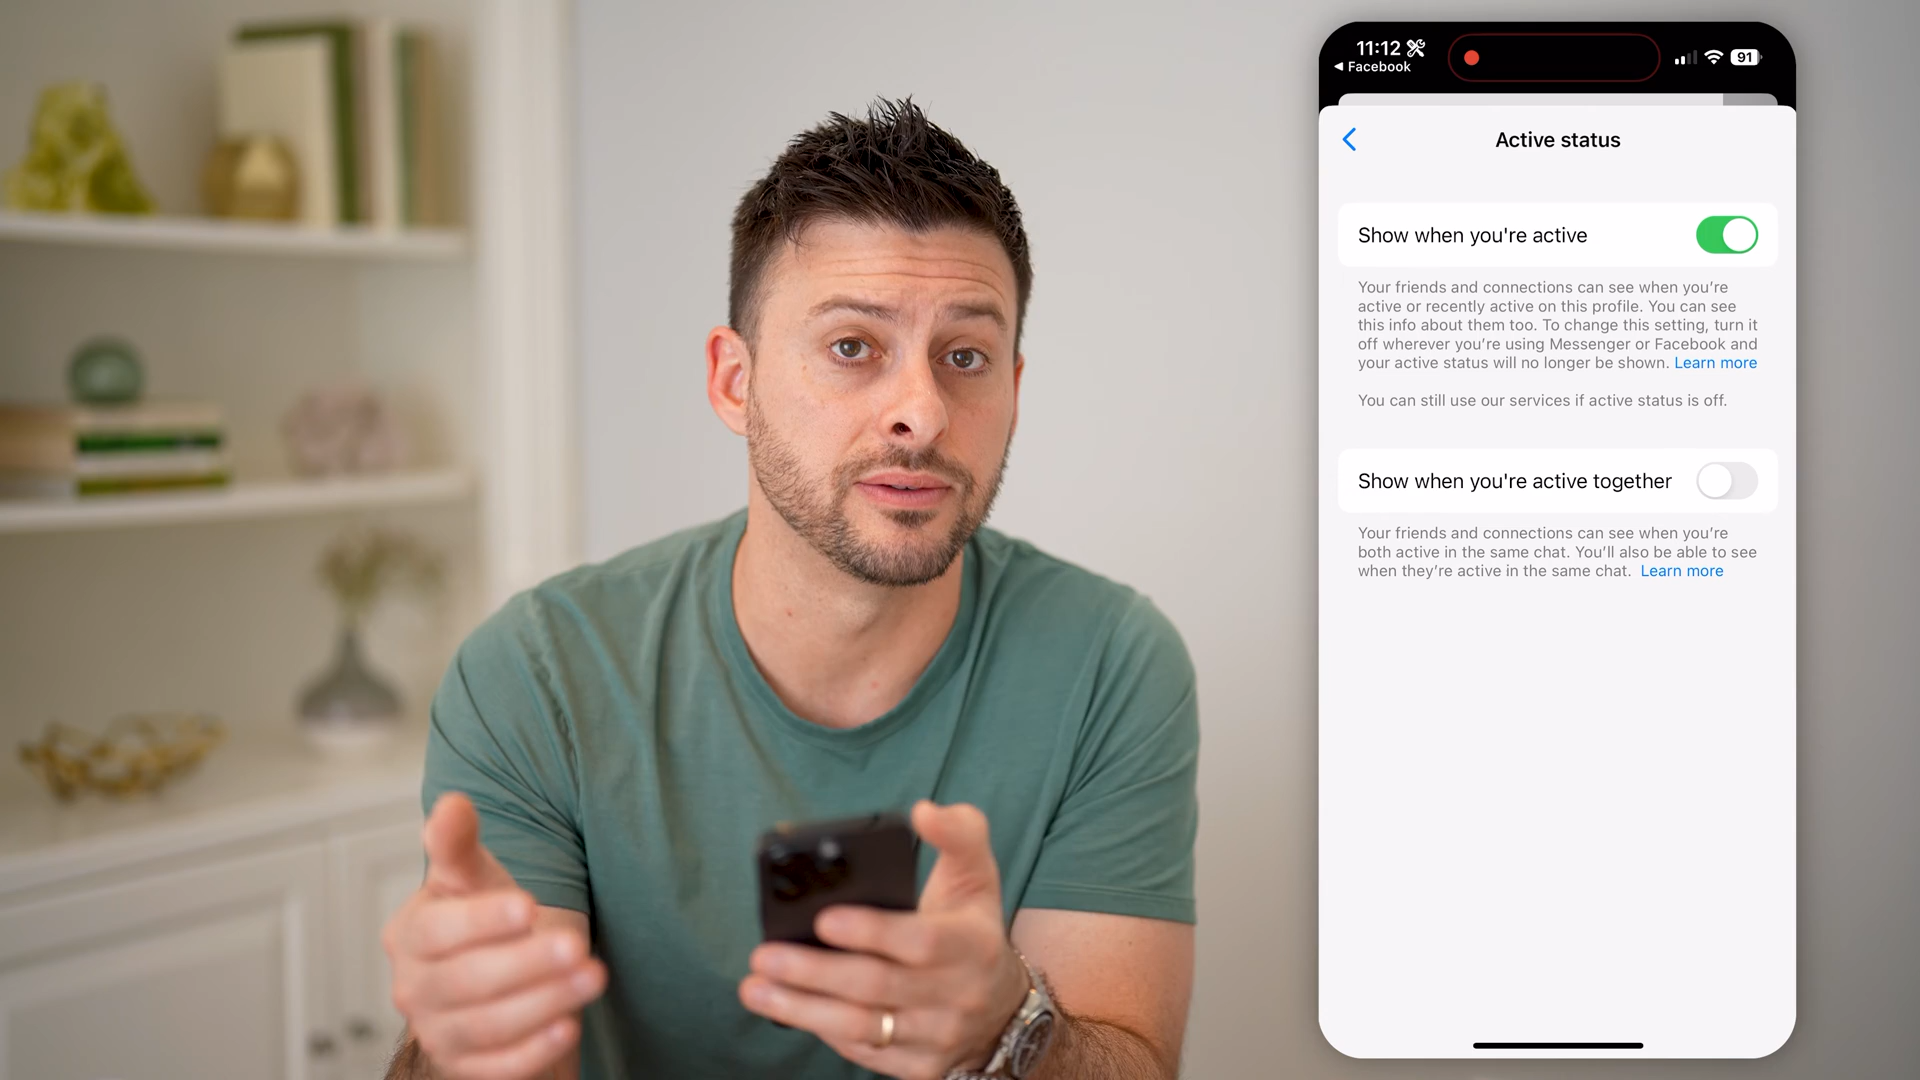 11:12
Facebook
91
Active status
Show when you're active
Your friends and connections can see when you're
active or recently active on this profile. You can see
this info about them too. To change this setting, turn it
off wherever you're using Messenger or Facebook and
your active status will no longer be shown. Learn more
You can still use our services if active status is off.
Show when you're active together
Your friends and connections can see when you're
both active in the same chat. You'll also be able to see
when they're active in the same chat. Learn more